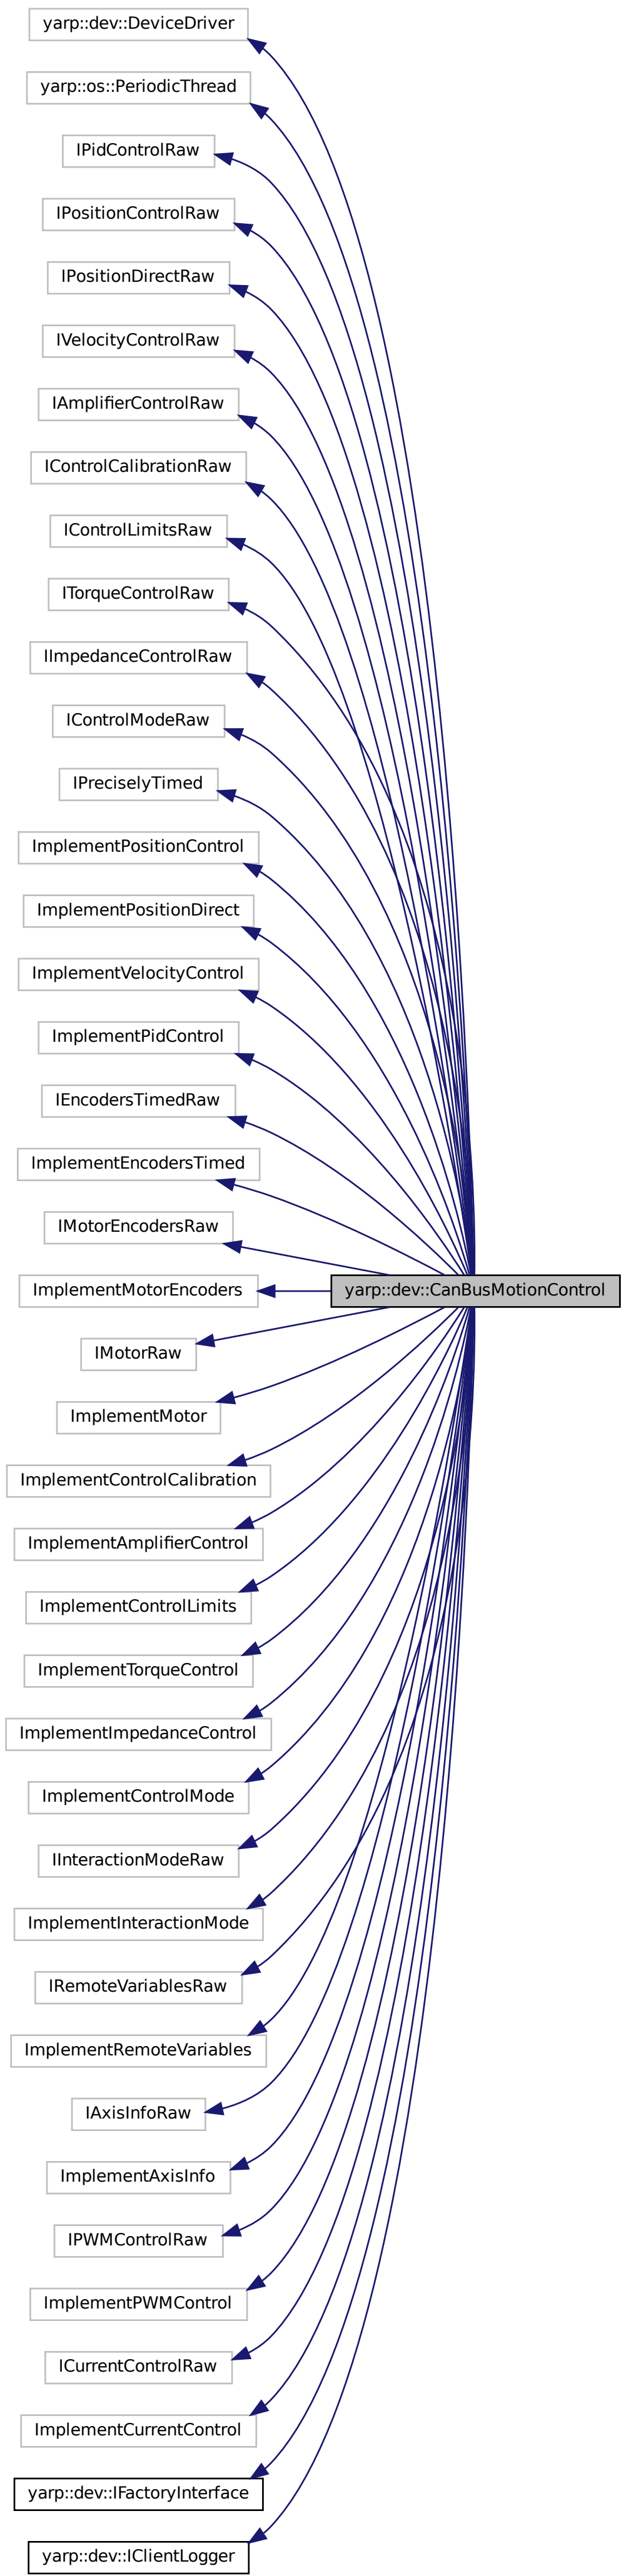 yarp::dev::DeviceDriver
yarp::os::PeriodicThread
IPidControlRaw
IPositionControlRaw
IPositionDirectRaw
IVelocityControlRaw
IAmplifierControlRaw
IControlCalibrationRaw
IControlLimitsRaw
ITorqueControlRaw
IImpedanceControlRaw
IControlModeRaw
IPreciselyTimed
ImplementPositionControl
ImplementPositionDirect
ImplementVelocityControl
ImplementPidControl
IEncodersTimedRaw
ImplementEncodersTimed
IMotorEncodersRaw
ImplementMotorEncoders
yarp::dev::CanBusMotionControl
IMotorRaw
ImplementMotor
ImplementControlCalibration
ImplementAmplifierControl
ImplementControlLimits
ImplementTorqueControl
ImplementImpedanceControl
ImplementControlMode
IInteractionModeRaw
ImplementInteractionMode
IRemoteVariablesRaw
ImplementRemoteVariables
IAxisInfoRaw
ImplementAxisInfo
IPWMControlRaw
ImplementPWMControl
ICurrentControlRaw
ImplementCurrentControl
yarp::dev::IFactoryInterface
yarp::dev::IClientLogger